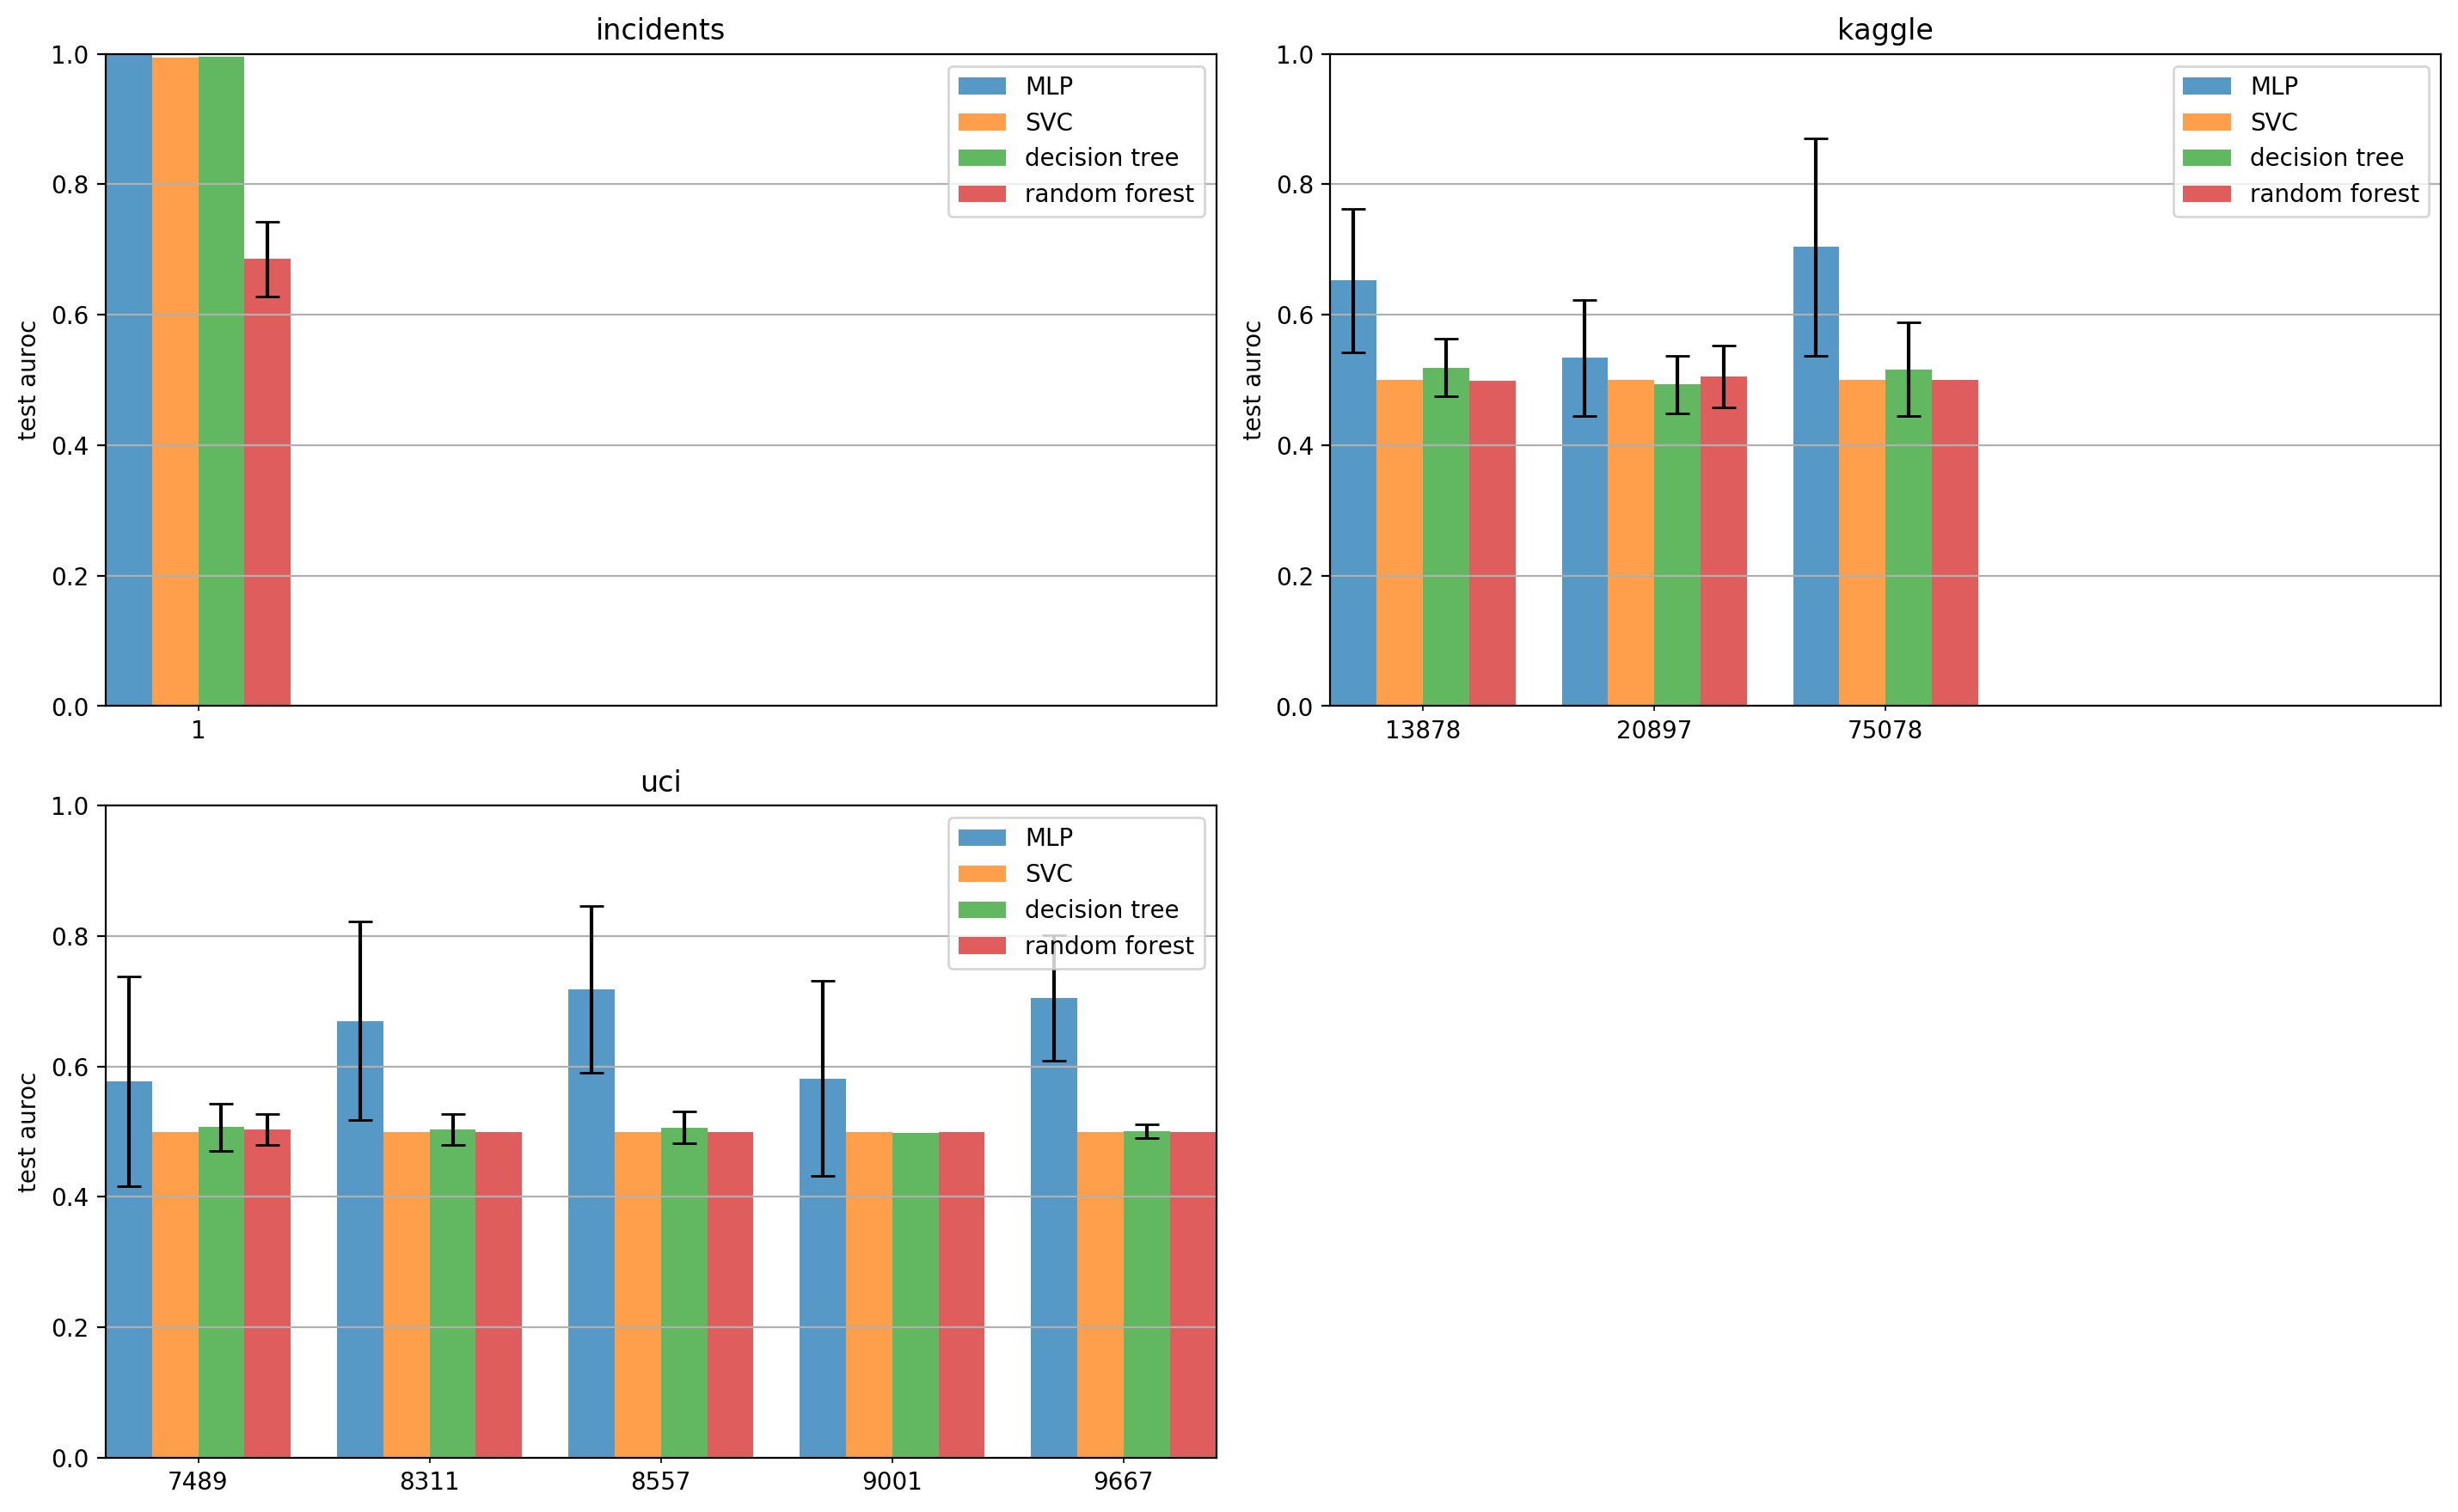 incidents
1.0
0.8
0.6
0.4
0.2
0.0
test auroc
1
MLP
SVC
decision tree
random forest
kaggle
1.0
0.8
0.6
0.4
0.2
0.0
test auroc
13878 20897 75078
MLP
SVC
decision tree
random forest
uci
1.0
0.8
0.6
0.4
0.2
0.0
test auroc
7489 8311 8557 9001 9667
MLP
SVC
decision tree
random forest